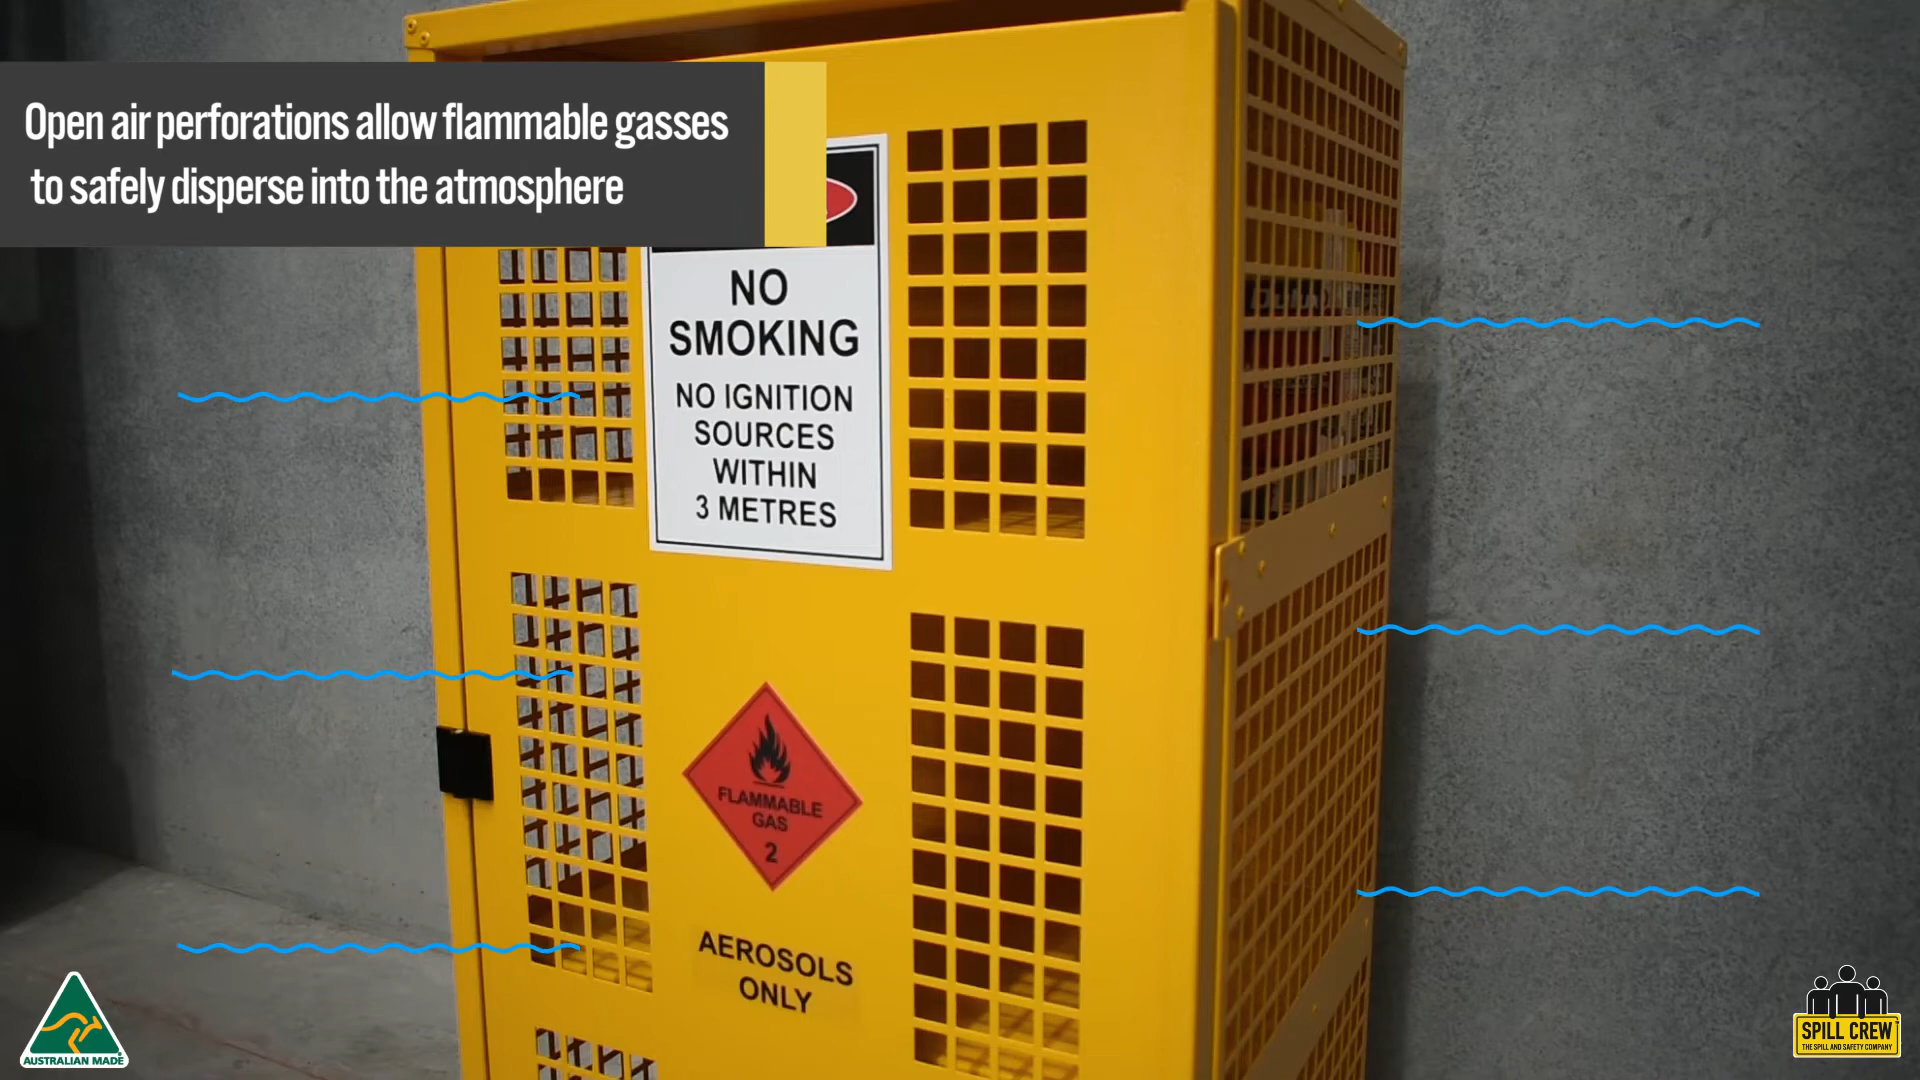 Open air perforations allow flammable gasses
to safely disperse into the atmosphere
NO
SMOKING
NO IGNITION
SOURCES
WITHIN
3 METRES
FLAMMABLE
GAS
2
AEROSOLS
ONLY
AUSTRALIAN MADE
SPILL CREW
THE SPILL AND SAFETY COMPANY